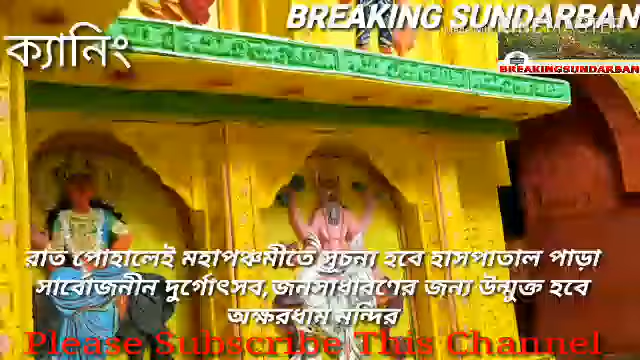 BREAKING SUNDARBAN
ক্যানিং
BREAKINGSUNDARBAN
রাত পোহালেই মহাপঞ্চমীতে সুচনা হবে হাসপাতাল পাড়া
সার্বোজনীন দুর্গোৎসব,জনসাধারণের জন্য উন্মুক্ত হবে
অক্ষরধাম মন্দির
Please Subscribe This Channel